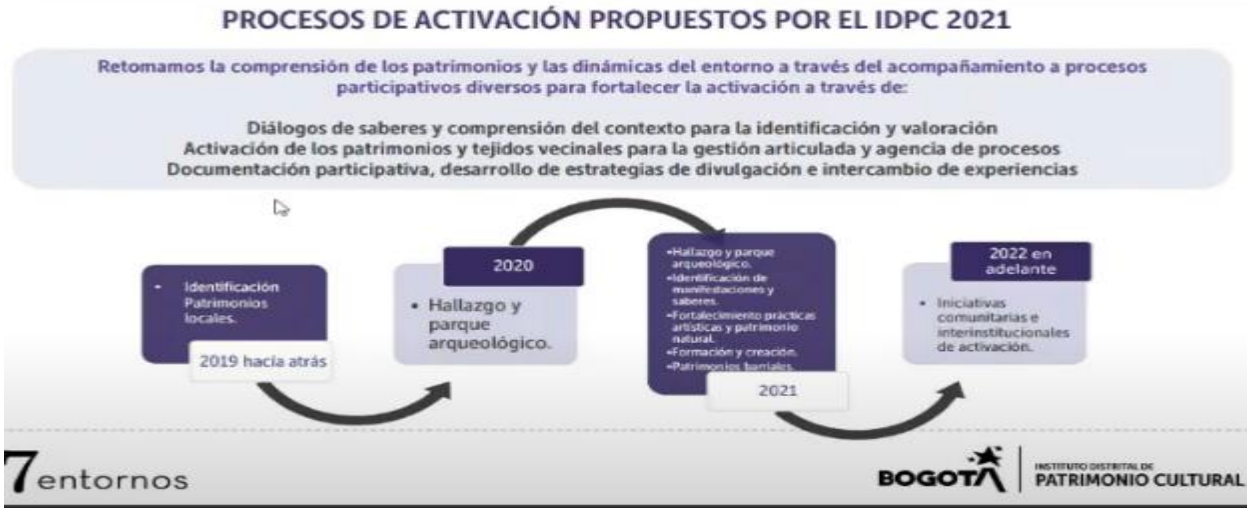 PROCESOS DE ACTIVACIÓN PROPUESTOS POR EL IDPC 2021
Retomamos la comprensión de los patrimonios y las dinámicas del entorno a través del acompañamiento a procesos
participativos diversos para fortalecer la activación a través de:
Diálogos de saberes y comprensión del contexto para la identificación y valoración
Activación de los patrimonios y tejidos vecinales para la gestión articulada y agencia de procesos
Documentación participativa, desarrollo de estrategias de divulgación e intercambio de experiencias
• Identificación
Patrimonios
locales.
2019 hacia atrás
2020
• Hallazgo y
parque
arqueológico.
•Hallazgo y parque
arqueológico.
•Identificación de
manifestaciones y
saberes.
•Fortalecimiento prácticas
artísticas y patrimonio
natural.
•Formación y creación.
•Patrimonios barriales.
2021
2022 en
adelante
• Iniciativas
comunitarias e
interinstitucionales
de activación.
7entornos
BOGOTÁ
INSTITUTO DISTRITAL DE
PATRIMONIO CULTURAL